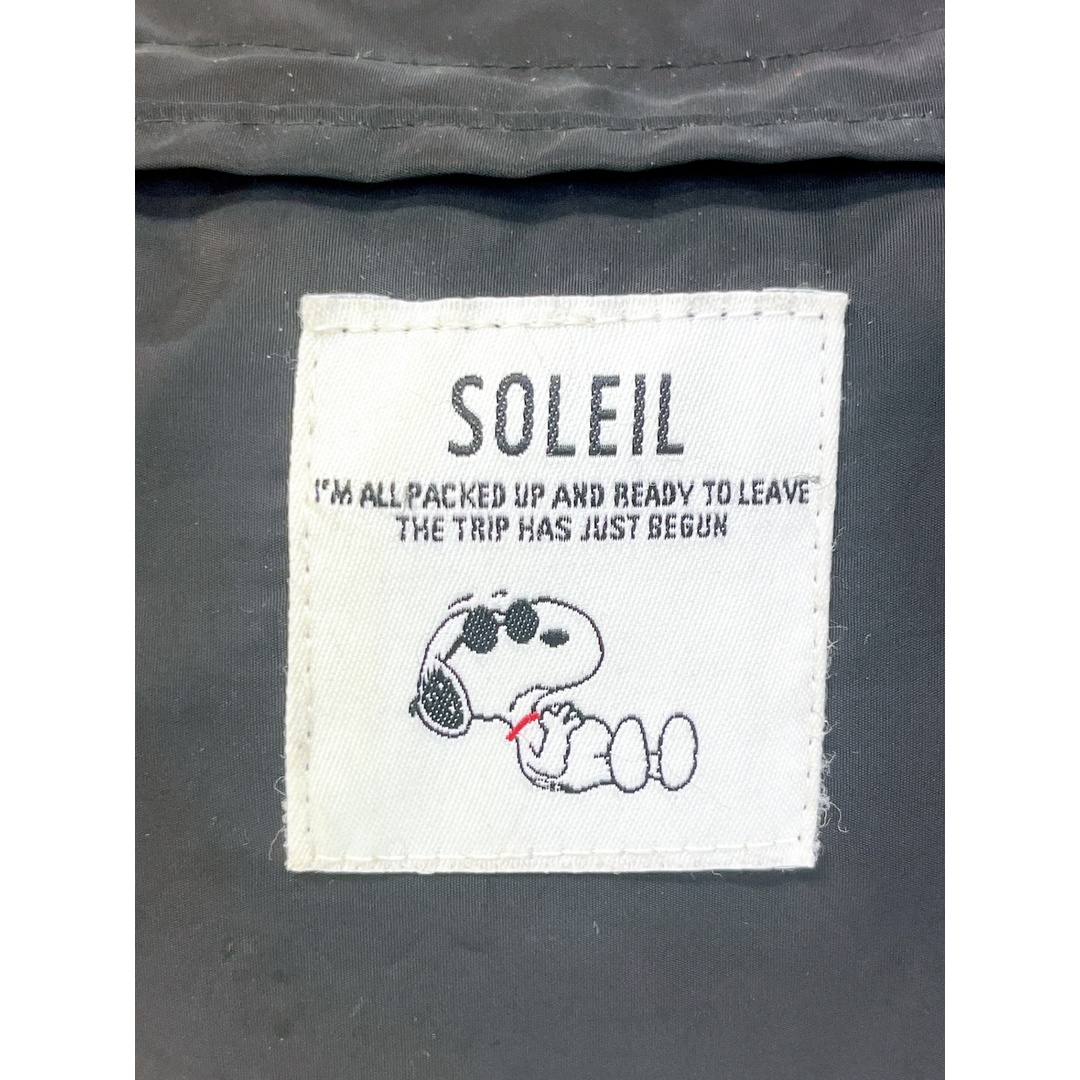 SOLEIL
I'M ALL PACKED UP AND READY TO LEAVE
THE TRIP HAS JUST BEGUN